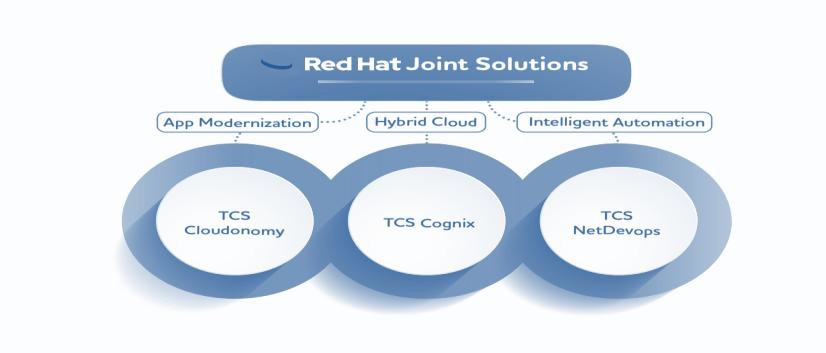 Red Hat Joint Solutions
App Modernization
Hybrid Cloud
Intelligent Automation
TCS
Cloudonomy
TCS Cognix
TCS
NetDevops